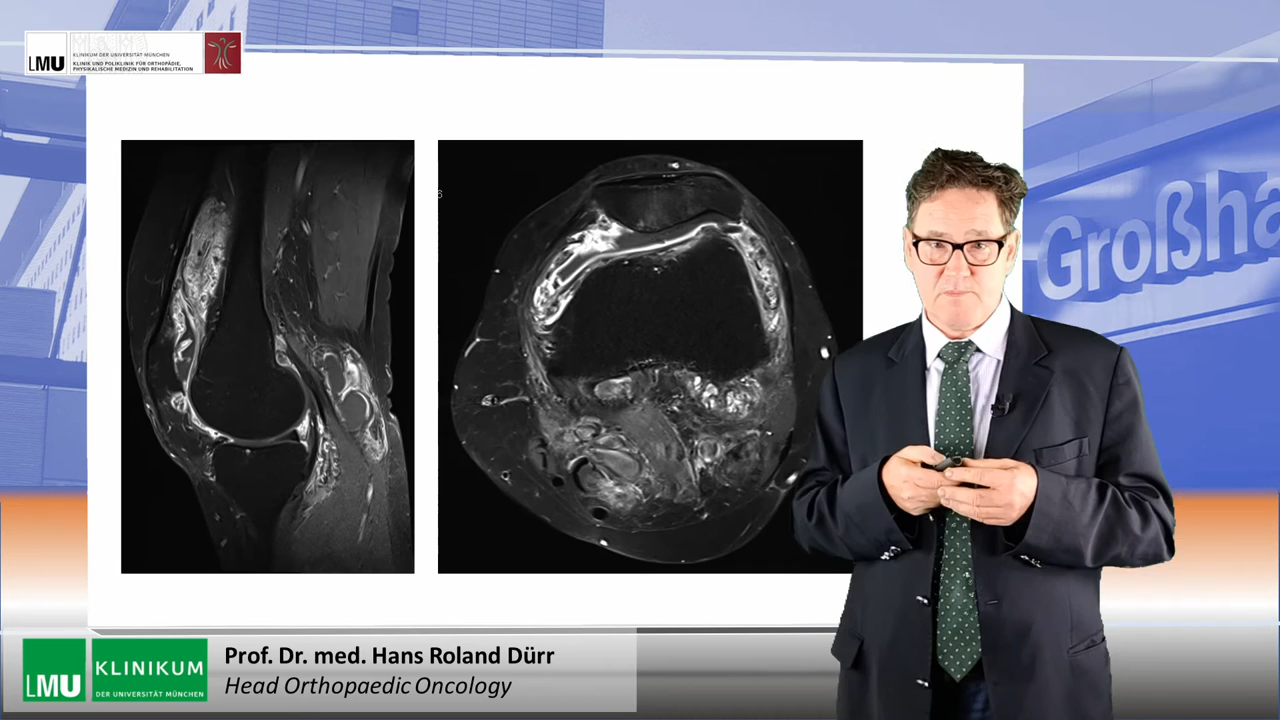 LMU
KLINIKUM DER UNIVERSITÄT MÜNCHEN
KLINIK UND POLIKLINIK FÜR ORTHOPÄDIE,
PHYSIKALISCHE MEDIZIN UND REHABILITATION
6
Großha
LMU
KLINIKUM
DER UNIVERSITÄT MÜNCHEN
Prof. Dr. med. Hans Roland Dürr
Head Orthopaedic Oncology